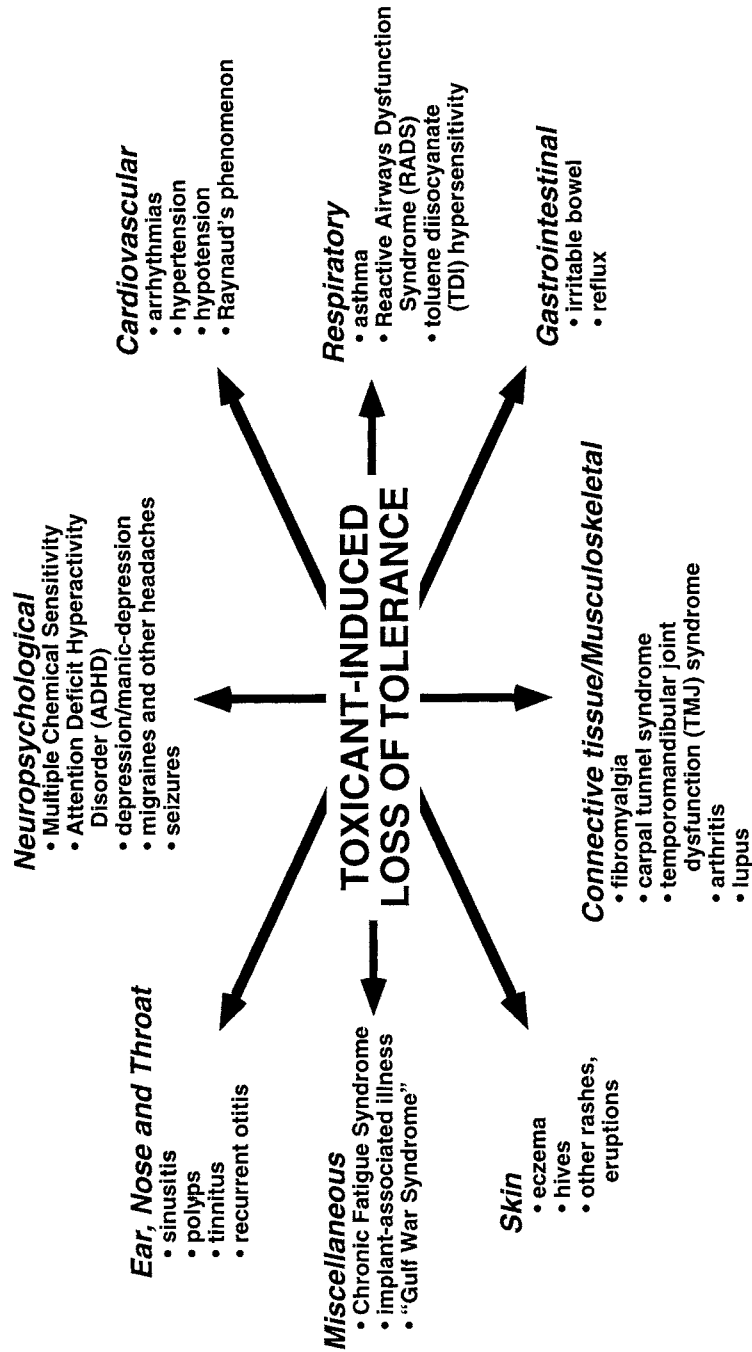 Neuropsychological
• Multiple Chemical Sensitivity
• Attention Deficit Hyperactivity
Disorder (ADHD)
• depression/manic-depression
• migraines and other headaches
• seizures
Ear, Nose and Throat
• sinusitis
• polyps
• tinnitus
• recurrent otitis
Cardiovascular
• arrhythmias
• hypertension
• hypotension
• Raynaud's phenomenon
Miscellaneous
• Chronic Fatigue Syndrome
• implant-associated illness
• "Gulf War Syndrome"
TOXICANT-INDUCED
LOSS OF TOLERANCE
Respiratory
• asthma
• Reactive Airways Dysfunction
Syndrome (RADS)
• toluene diisocyanate
(TDI) hypersensitivity
Skin
• eczema
• hives
• other rashes,
eruptions
Connective tissue/Musculoskeletal
• fibromyalgia
• carpal tunnel syndrome
• temporomandibular joint
dysfunction (TMJ) syndrome
• arthritis
• lupus
Gastrointestinal
• irritable bowel
• reflux